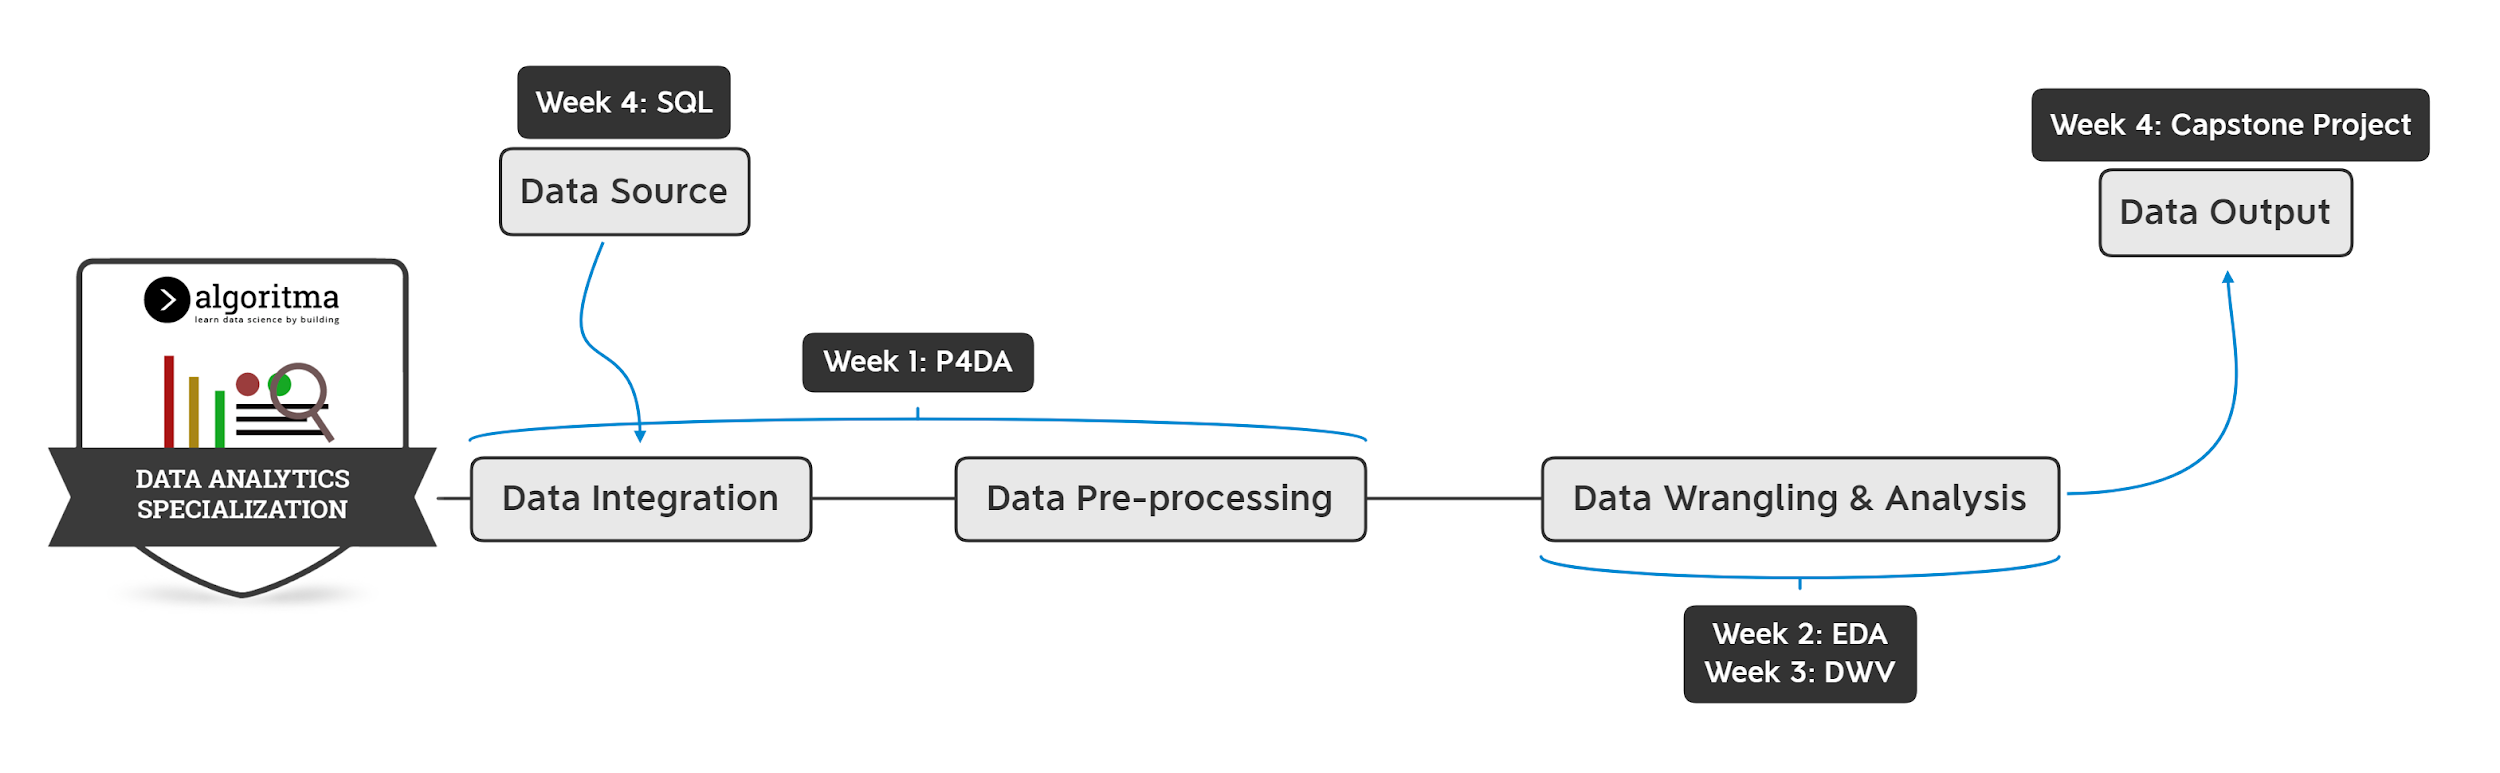 Week 4: SQL
Data Source
Week 4: Capstone Project
Data Output
algoritma
learn data science by building
DATA ANALYTICS
SPECIALIZATION
Week 1: P4DA
Data Integration
Data Pre-processing
Data Wrangling & Analysis
Week 2: EDA
Week 3: DWV